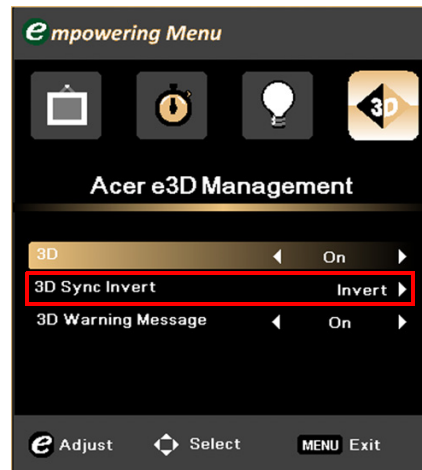 e mpowering Menu
3D
Acer e3D Management
3D On
3D Sync Invert Invert
3D Warning Message On
e Adjust Select MENU Exit